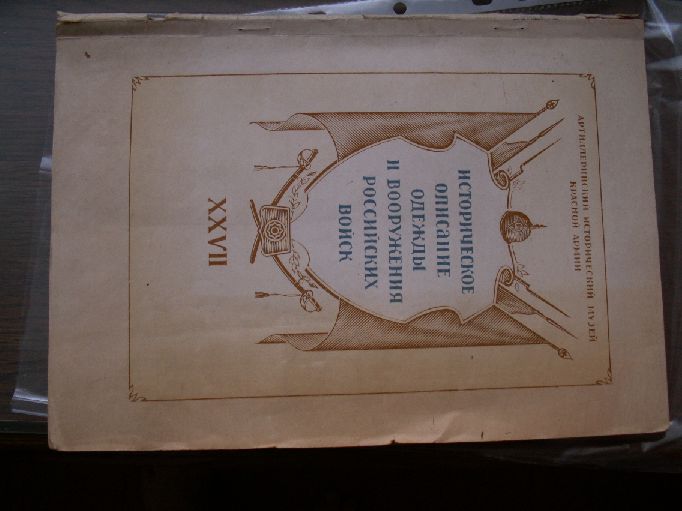 АРТИЛЛЕРИЙСКИЙ ИСТОРИЧЕСКИЙ МУЗЕЙ
КРАСНОЙ АРМИИ
ИСТОРИЧЕСКОЕ
ОПИСАНИЕ
ОДЕЖДЫ
И ВООРУЖЕНИЯ
РОССИЙСКИХ
ВОЙСК
XXVII